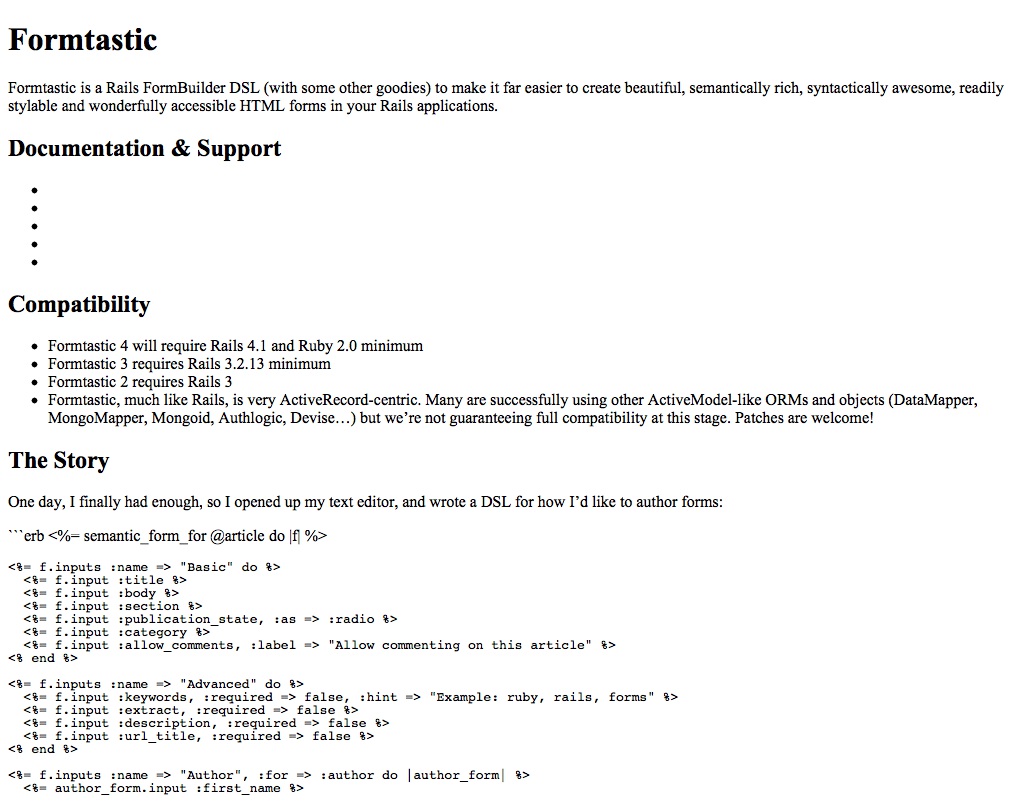 Formtastic
Formtastic is a Rails FormBuilder DSL (with some other goodies) to make it far easier to create beautiful, semantically rich, syntactically awesome, readily
stylable and wonderfully accessible HTML forms in your Rails applications.
Documentation & Support
Compatibility
Formtastic 4 will require Rails 4.1 and Ruby 2.0 minimum
Formtastic 3 requires Rails 3.2.13 minimum
Formtastic 2 requires Rails 3
Formtastic, much like Rails, is very ActiveRecord-centric. Many are successfully using other ActiveModel-like ORMs and objects (DataMapper,
MongoMapper, Mongoid, Authlogic, Devise…) but we’re not guaranteeing full compatibility at this stage. Patches are welcome!
The Story
One day, I finally had enough, so I opened up my text editor, and wrote a DSL for how I’d like to author forms:
```erb <%= semantic_form_for @article do |f| %>
<%= f.inputs :name => "Basic" do %>
  <%= f.input :title %>
  <%= f.input :body %>
  <%= f.input :section %>
  <%= f.input :publication_state, :as => :radio %>
  <%= f.input :category %>
  <%= f.input :allow_comments, :label => "Allow commenting on this article" %>
<% end %>
<%= f.inputs :name => "Advanced" do %>
  <%= f.input :keywords, :required => false, :hint => "Example: ruby, rails, forms" %>
  <%= f.input :extract, :required => false %>
  <%= f.input :description, :required => false %>
  <%= f.input :url_title, :required => false %>
<% end %>
<%= f.inputs :name => "Author", :for => :author do |author_form| %>
  <%= author_form.input :first_name %>